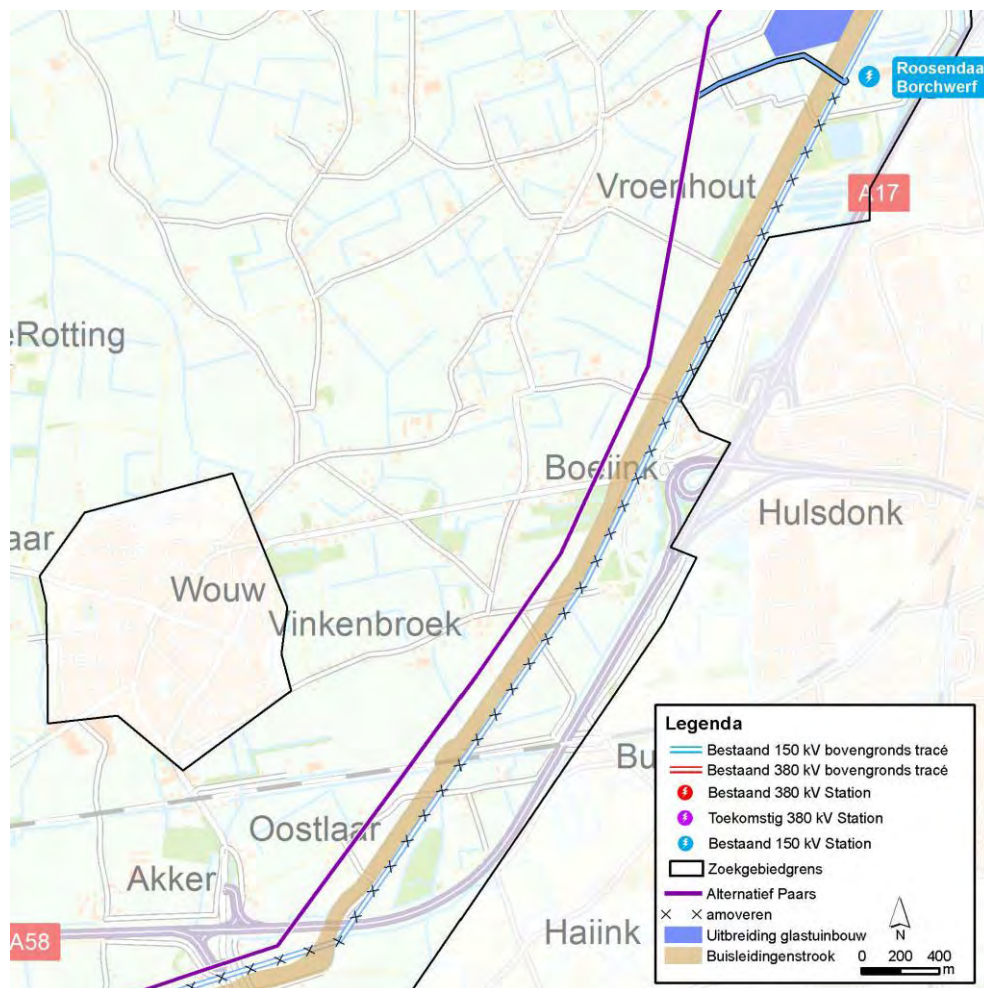 Roosendaa
Borchwerf
Vroenhout
A17
eRotting
Boeiink
Hulsdonk
aar
Wouw
Vinkenbroek
Bu
Oostlaar
Akker
A58
Haiink
Legenda
Bestaand 150 kV bovengronds tracé
Bestaand 380 kV bovengronds tracé
Bestaand 380 kV Station
Toekomstig 380 kV Station
Bestaand 150 kV Station
Zoekgebiedgrens
Alternatief Paars
amoveren
Uitbreiding glastuinbouw
Buisleidingenstrook
N
0 200 400
m